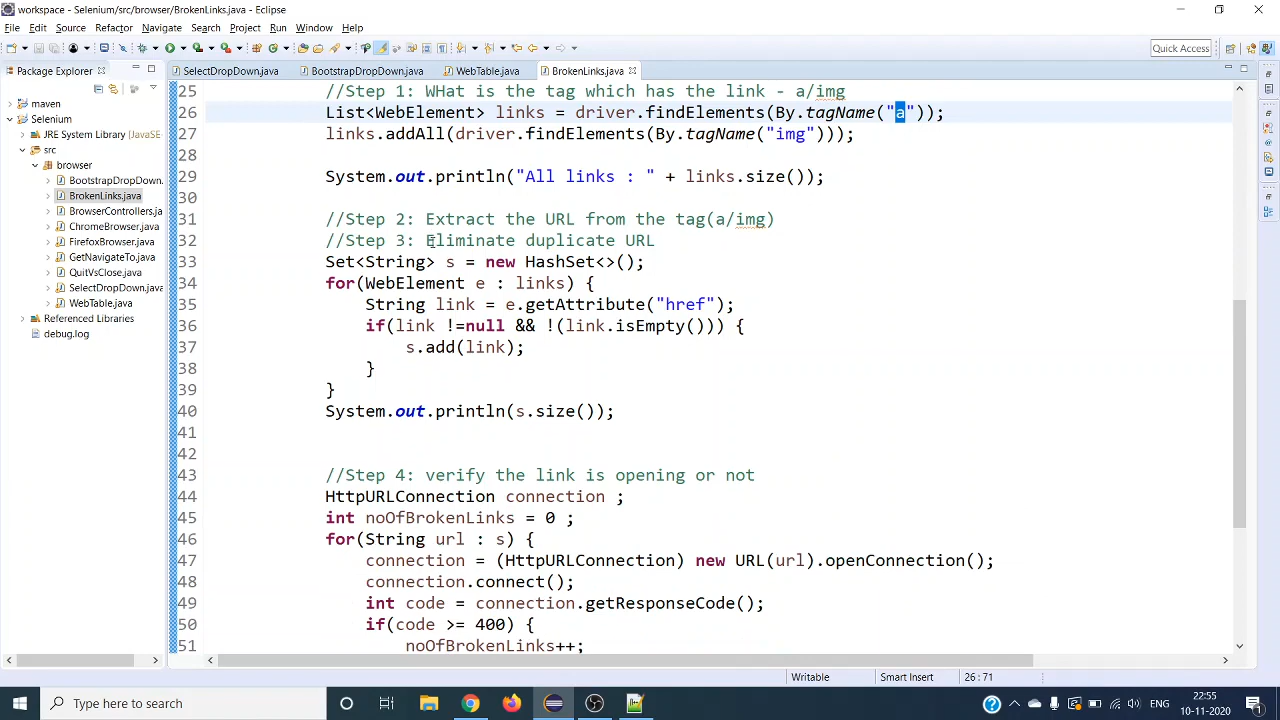 workspace - Selenium/src/browser/BrokenLinks.java - Eclipse
File Edit Source Refactor Navigate Search Project Run Window Help
Quick Access
Package Explorer
SelectDropDown.java
BootstrapDropDown.java
WebTable.java
BrokenLinks.java
maven
Selenium
JRE System Library [JavaSE
src
browser
BootstrapDropDown.
BrokenLinks.java
BrowserControllers.ja
ChromeBrowser.java
FirefoxBrowser.java
GetNavigateTo.java
QuitVsClose.java
SelectDropDown.java
WebTable.java
Referenced Libraries
debug.log
25 //Step 1: WHat is the tag which has the link - a/img
26 List<WebElement> links = driver.findElements(By.tagName("a"));
27 links.addAll(driver.findElements(By.tagName("img")));
28
29 System.out.println("All links : " + links.size());
30
31 //Step 2: Extract the URL from the tag(a/img)
32 //Step 3: Eliminate duplicate URL
33 Set<String> s = new HashSet<>();
34 for(WebElement e : links) {
35 String link = e.getAttribute("href");
36 if(link !=null && !(link.isEmpty())) {
37 s.add(link);
38 }
39 }
40 System.out.println(s.size());
41
42
43 //Step 4: verify the link is opening or not
44 HttpURLConnection connection ;
45 int noOfBrokenLinks = 0 ;
46 for(String url : s) {
47 connection = (HttpURLConnection) new URL(url).openConnection();
48 connection.connect();
49 int code = connection.getResponseCode();
50 if(code >= 400) {
51 noOfBrokenLinks++;
Writable Smart Insert 26 : 71
Type here to search
ENG
22:55
10-11-2020